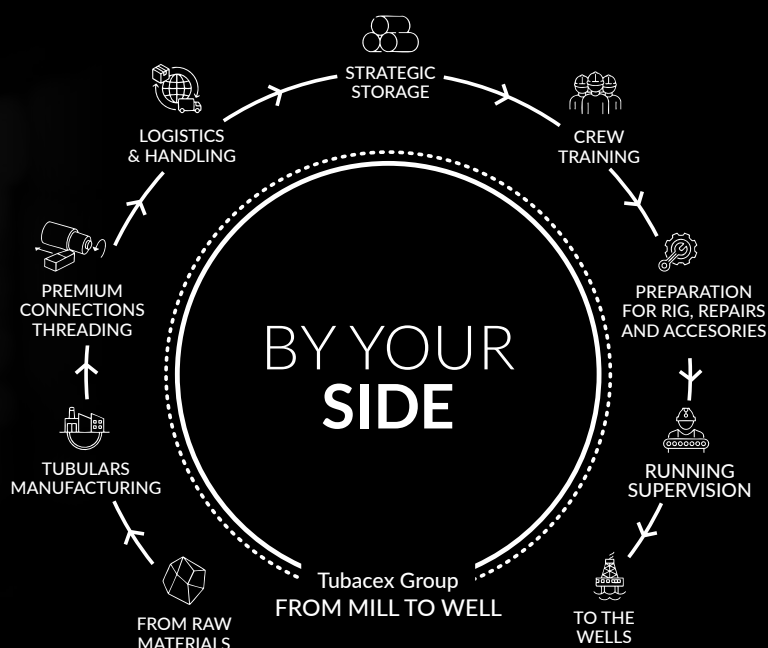 STRATEGIC
STORAGE
LOGISTICS
& HANDLING
CREW
TRAINING
PREMIUM
CONNECTIONS
THREADING
PREPARATION
FOR RIG, REPAIRS
AND ACCESORIES
BY YOUR
SIDE
TUBULARS
MANUFACTURING
RUNNING
SUPERVISION
Tubacex Group
FROM MILL TO WELL
FROM RAW
MATERIALS
TO THE
WELLS